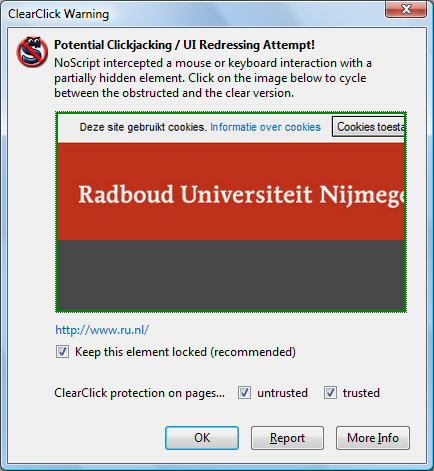 ClearClick Warning
Potential Clickjacking / UI Redressing Attempt!
NoScript intercepted a mouse or keyboard interaction with a
partially hidden element. Click on the image below to cycle
between the obstructed and the clear version.
Deze site gebruikt cookies. Informatie over cookies Cookies toesta
Radboud Universiteit Nijmege
http://www.ru.nl/
Keep this element locked (recommended)
ClearClick protection on pages... untrusted trusted
OK Report More Info